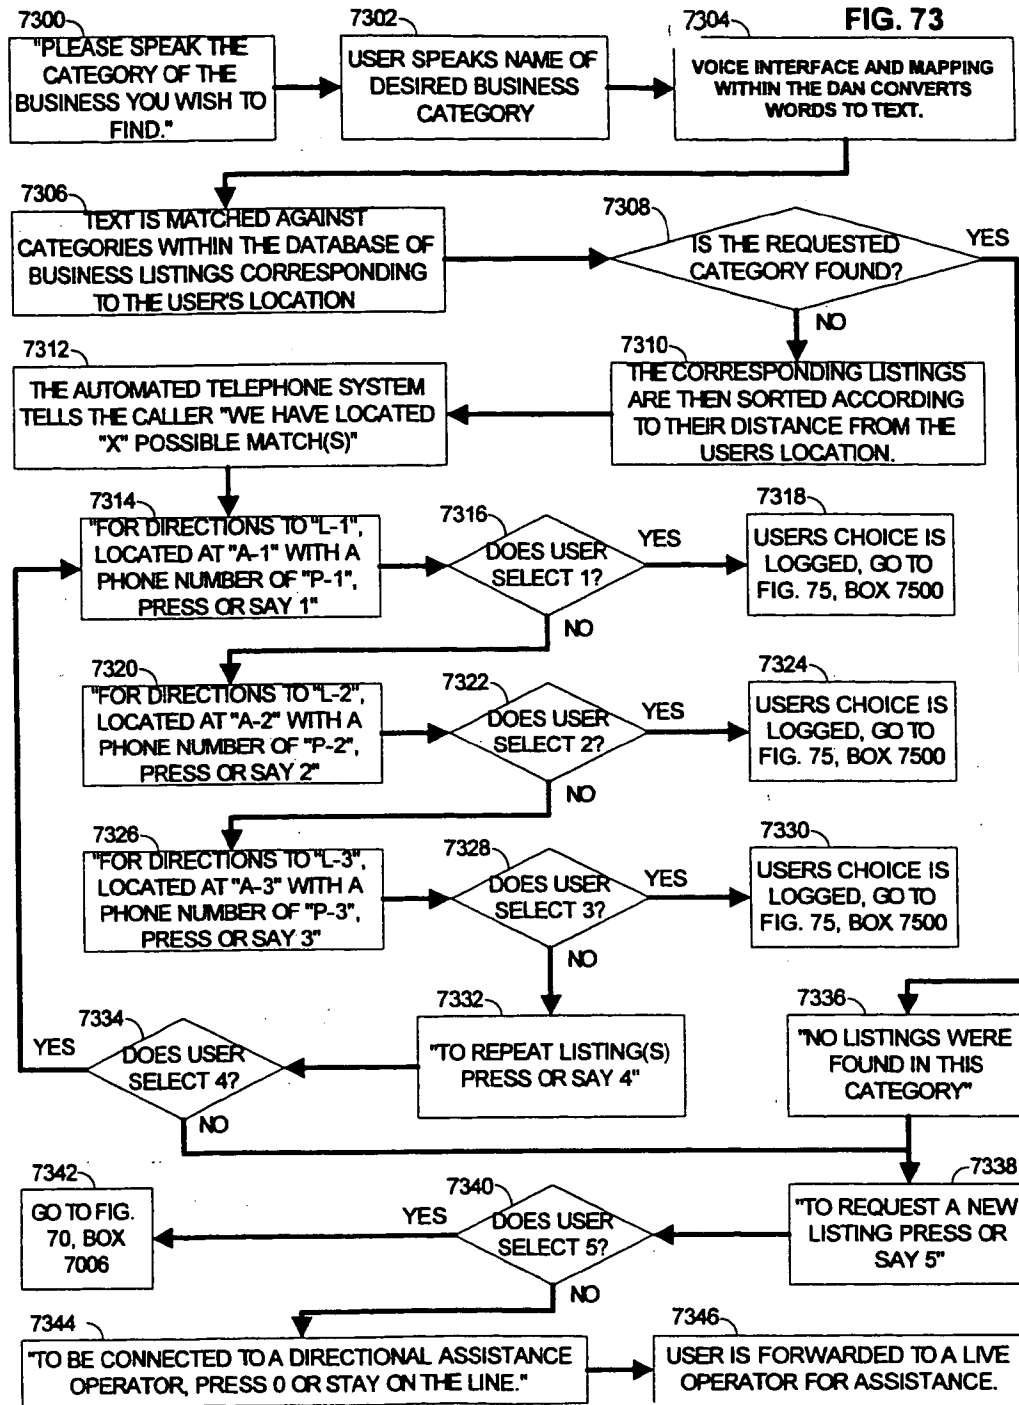 FIG. 73
7300
"PLEASE SPEAK THE
CATEGORY OF THE
BUSINESS YOU WISH TO
FIND."
7302
USER SPEAKS NAME OF
DESIRED BUSINESS
CATEGORY
7304
VOICE INTERFACE AND MAPPING
WITHIN THE DAN CONVERTS
WORDS TO TEXT.
7306
TEXT IS MATCHED AGAINST
CATEGORIES WITHIN THE DATABASE OF
BUSINESS LISTINGS CORRESPONDING
TO THE USER'S LOCATION
7308
IS THE REQUESTED
CATEGORY FOUND?
YES
NO
7310
THE CORRESPONDING LISTINGS
ARE THEN SORTED ACCORDING
TO THEIR DISTANCE FROM THE
USERS LOCATION.
7312
THE AUTOMATED TELEPHONE SYSTEM
TELLS THE CALLER "WE HAVE LOCATED
"X" POSSIBLE MATCH(S)"
7314
"FOR DIRECTIONS TO "L-1",
LOCATED AT "A-1" WITH A
PHONE NUMBER OF "P-1",
PRESS OR SAY 1"
7316
DOES USER
SELECT 1?
YES
NO
7318
USERS CHOICE IS
LOGGED, GO TO
FIG. 75, BOX 7500
7320
"FOR DIRECTIONS TO "L-2",
LOCATED AT "A-2" WITH A
PHONE NUMBER OF "P-2",
PRESS OR SAY 2"
7322
DOES USER
SELECT 2?
YES
NO
7324
USERS CHOICE IS
LOGGED, GO TO
FIG. 75, BOX 7500
7326
"FOR DIRECTIONS TO "L-3",
LOCATED AT "A-3" WITH A
PHONE NUMBER OF "P-3",
PRESS OR SAY 3"
7328
DOES USER
SELECT 3?
YES
NO
7330
USERS CHOICE IS
LOGGED, GO TO
FIG. 75, BOX 7500
7332
"TO REPEAT LISTING(S)
PRESS OR SAY 4"
7334
DOES USER
SELECT 4?
YES
NO
7336
"NO LISTINGS WERE
FOUND IN THIS
CATEGORY"
7338
"TO REQUEST A NEW
LISTING PRESS OR
SAY 5"
7340
DOES USER
SELECT 5?
YES
NO
7342
GO TO FIG.
70, BOX
7006
7344
"TO BE CONNECTED TO A DIRECTIONAL ASSISTANCE
OPERATOR, PRESS 0 OR STAY ON THE LINE."
7346
USER IS FORWARDED TO A LIVE
OPERATOR FOR ASSISTANCE.